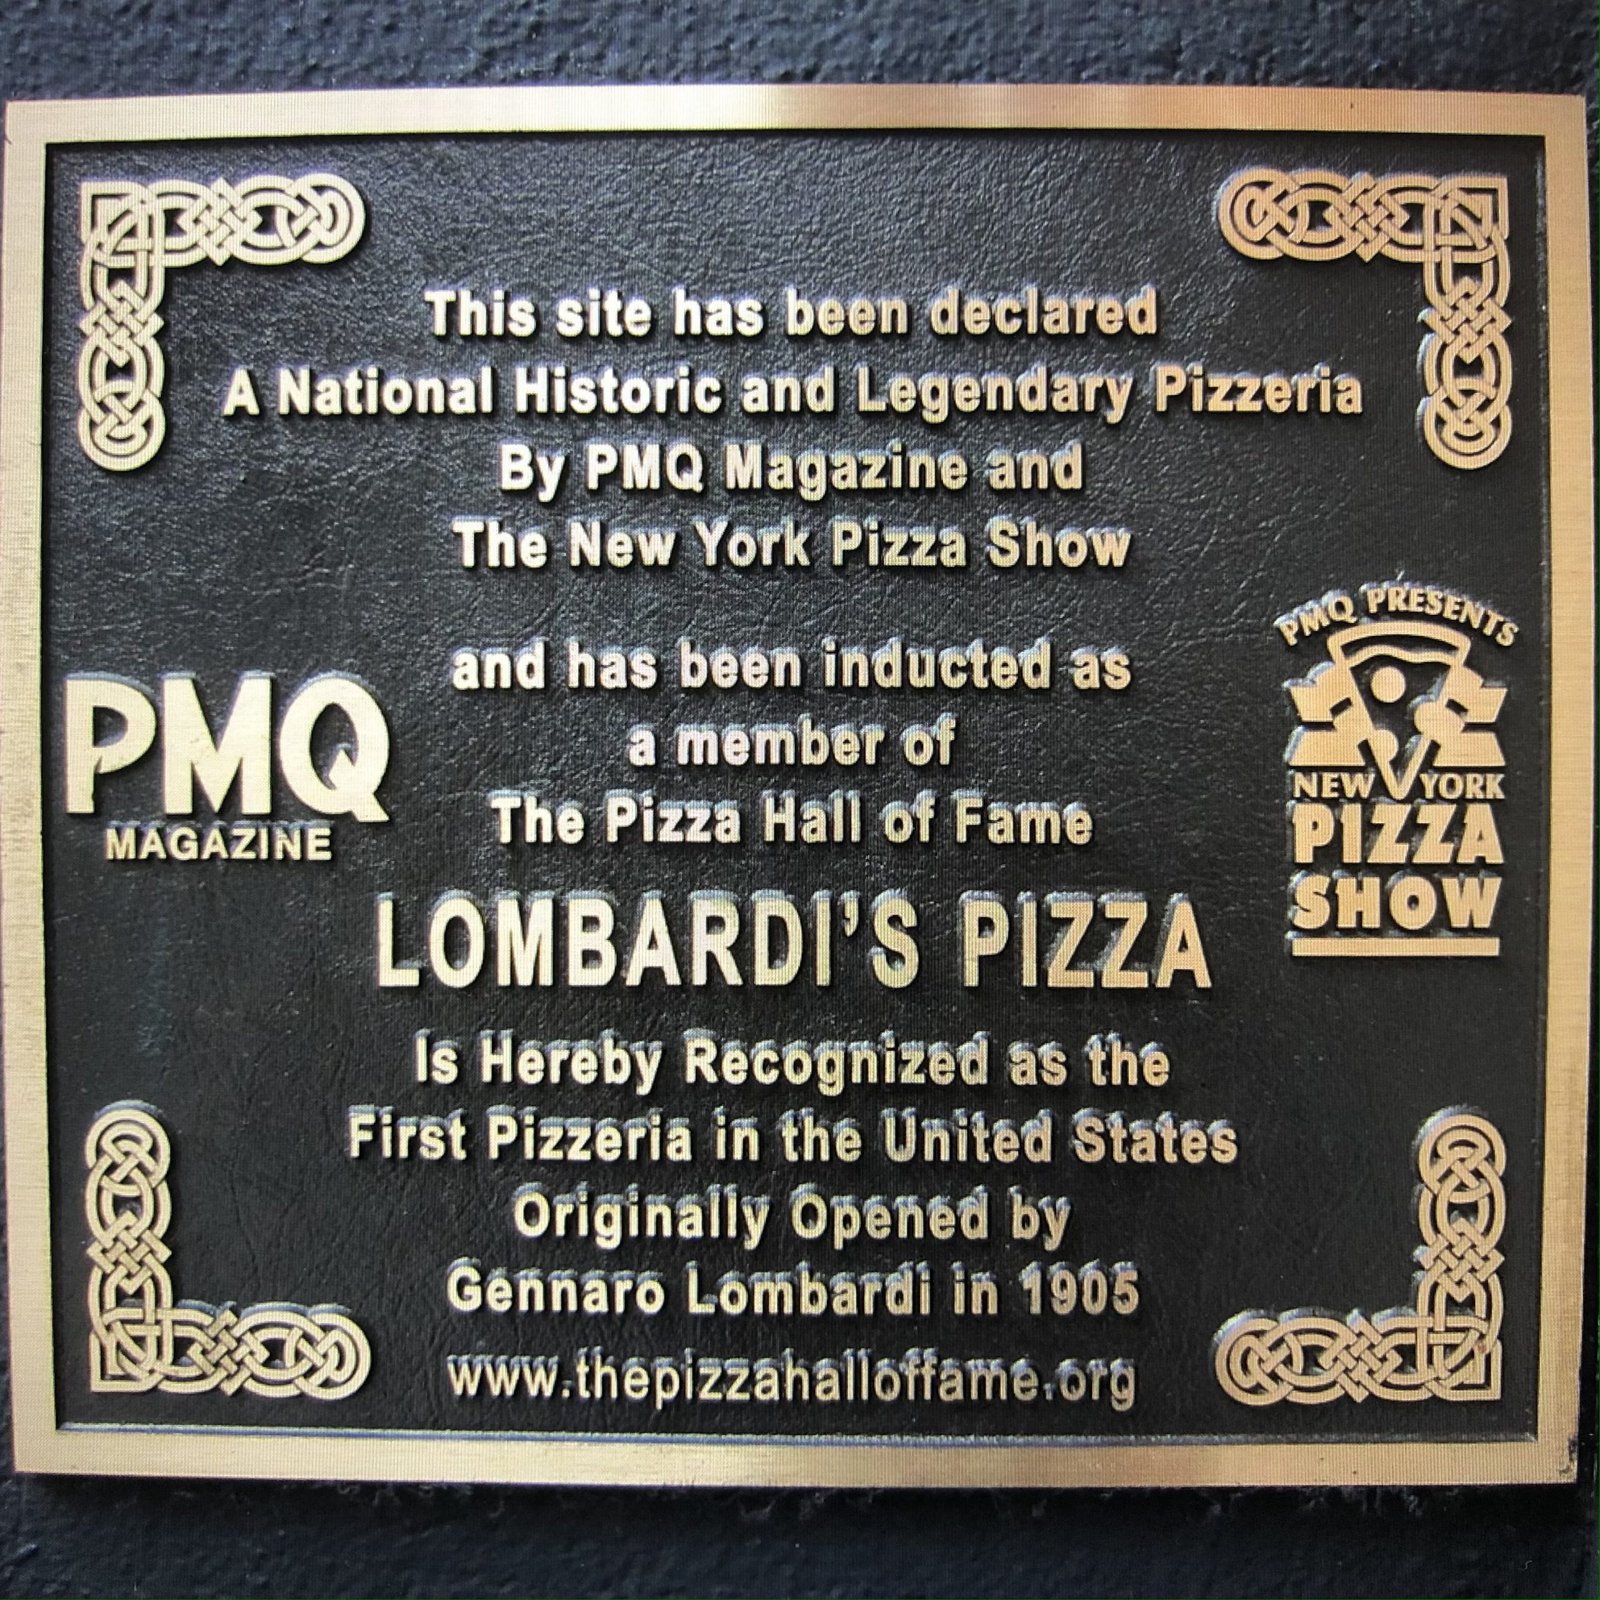 This site has been declared
A National Historic and Legendary Pizzeria
By PMQ Magazine and
The New York Pizza Show
and has been inducted as
a member of
The Pizza Hall of Fame
PMQ
MAGAZINE
PMQ PRESENTS
NEW YORK
PIZZA
SHOW
LOMBARDI'S PIZZA
Is Hereby Recognized as the
First Pizzeria in the United States
Originally Opened by
Gennaro Lombardi in 1905
www.thepizzahalloffame.org